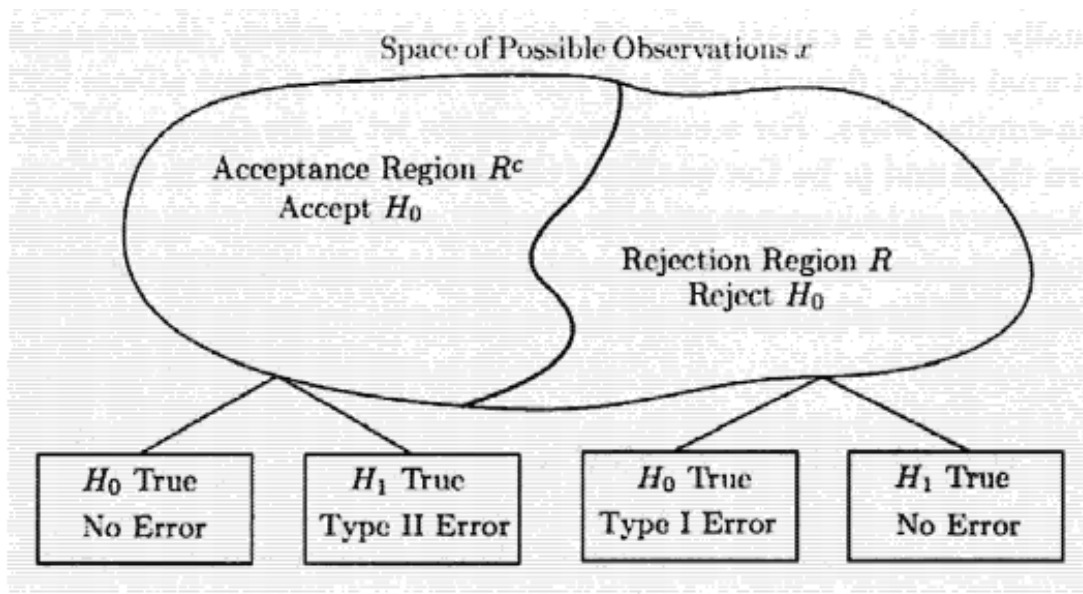 Space of Possible Observations x
Acceptance Region Rᶜ
Accept H₀
Rejection Region R
Reject H₀
H₀ True
No Error
H₁ True
Type II Error
H₀ True
Type I Error
H₁ True
No Error